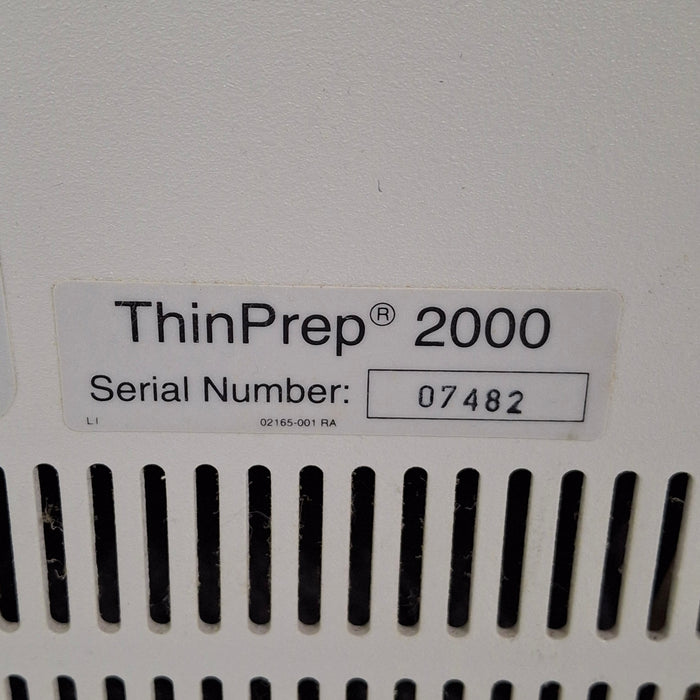 ThinPrep® 2000
Serial Number: 07482
LI 02165-001 RA